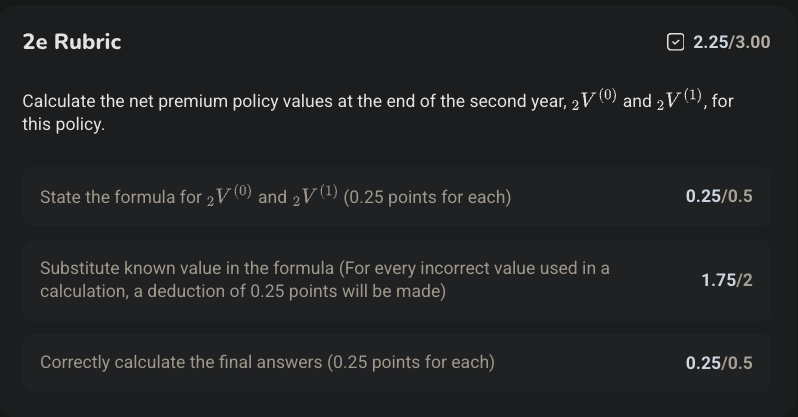 2e Rubric
2.25/3.00
Calculate the net premium policy values at the end of the second year, ₂V⁽⁰⁾ and ₂V⁽¹⁾, for
this policy.
State the formula for ₂V⁽⁰⁾ and ₂V⁽¹⁾ (0.25 points for each)
0.25/0.5
Substitute known value in the formula (For every incorrect value used in a
calculation, a deduction of 0.25 points will be made)
1.75/2
Correctly calculate the final answers (0.25 points for each)
0.25/0.5